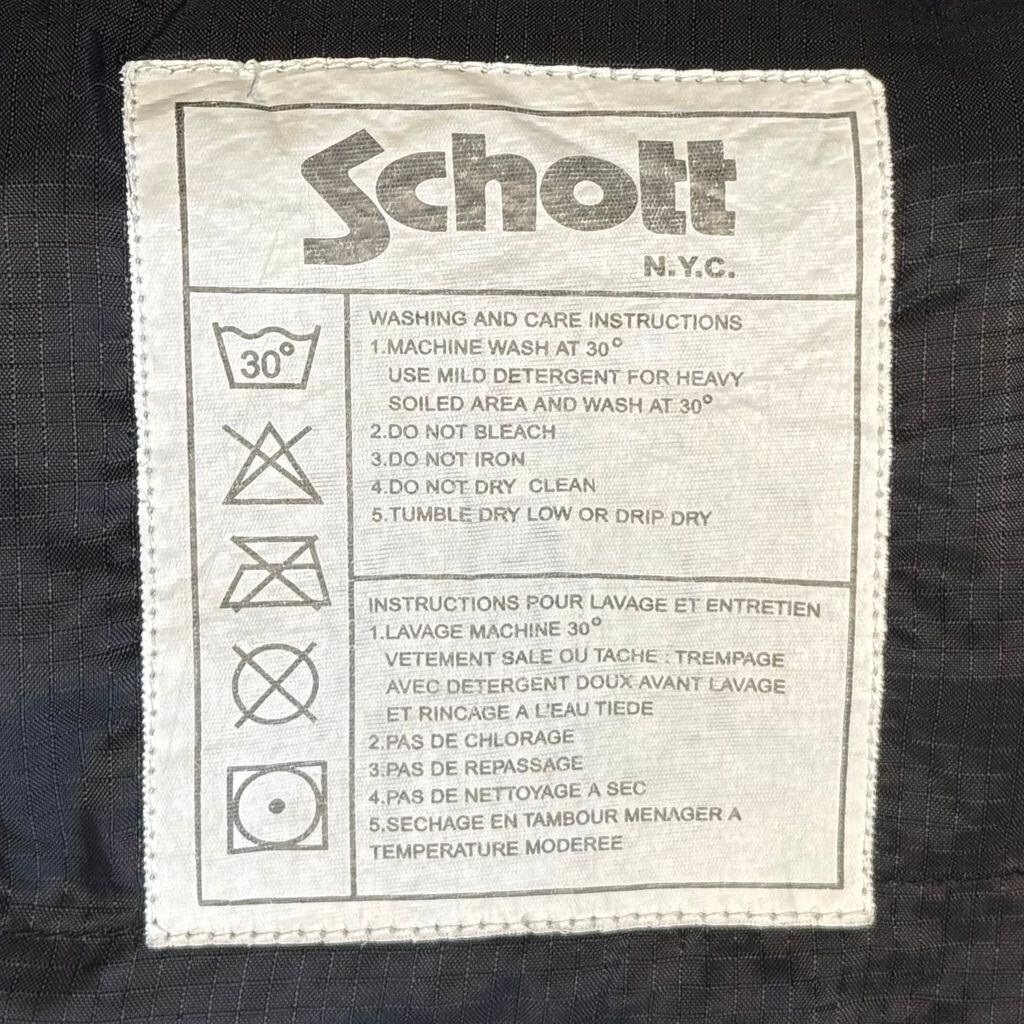 Schott
N.Y.C.
30°
WASHING AND CARE INSTRUCTIONS
1.MACHINE WASH AT 30°
USE MILD DETERGENT FOR HEAVY
SOILED AREA AND WASH AT 30°
2.DO NOT BLEACH
3.DO NOT IRON
4.DO NOT DRY CLEAN
5.TUMBLE DRY LOW OR DRIP DRY
INSTRUCTIONS POUR LAVAGE ET ENTRETIEN
1.LAVAGE MACHINE 30°
VETEMENT SALE OU TACHE : TREMPAGE
AVEC DETERGENT DOUX AVANT LAVAGE
ET RINCAGE A L'EAU TIEDE
2.PAS DE CHLORAGE
3.PAS DE REPASSAGE
4.PAS DE NETTOYAGE A SEC
5.SECHAGE EN TAMBOUR MENAGER A
TEMPERATURE MODEREE